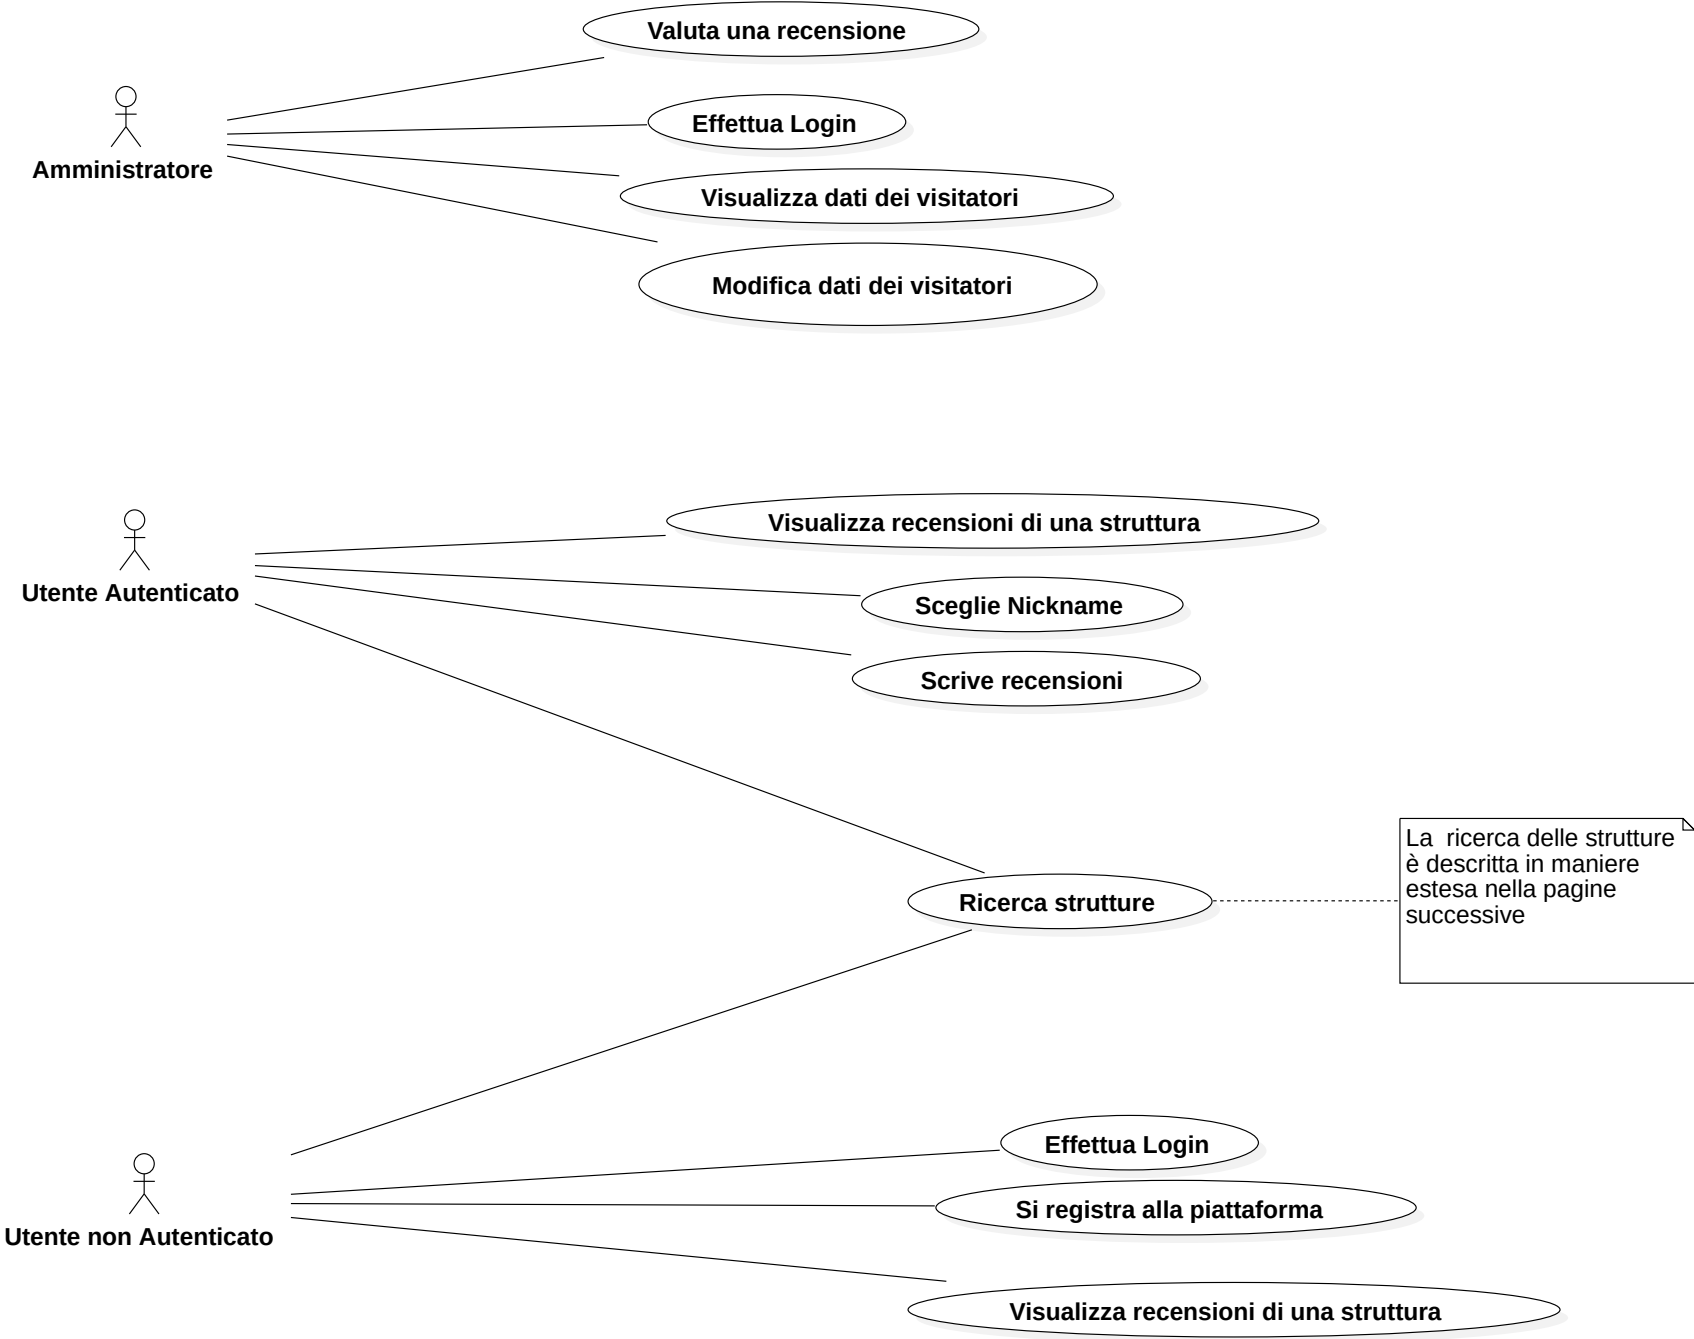 Valuta una recensione
Effettua Login
Amministratore
Visualizza dati dei visitatori
Modifica dati dei visitatori
Visualizza recensioni di una struttura
Utente Autenticato
Sceglie Nickname
Scrive recensioni
La  ricerca delle strutture
è descritta in maniere
estesa nella pagine
successive
Ricerca strutture
Effettua Login
Si registra alla piattaforma
Utente non Autenticato
Visualizza recensioni di una struttura